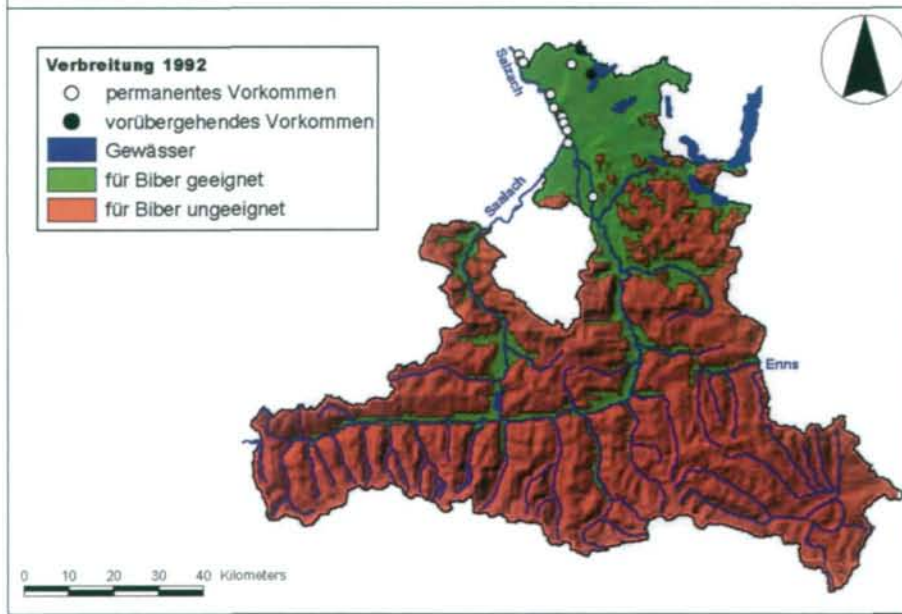 Verbreitung 1992
permanentes Vorkommen
vorübergehendes Vorkommen
Gewässer
für Biber geeignet
für Biber ungeeignet
Salzach
Saalach
Enns
0 10 20 30 40 Kilometers